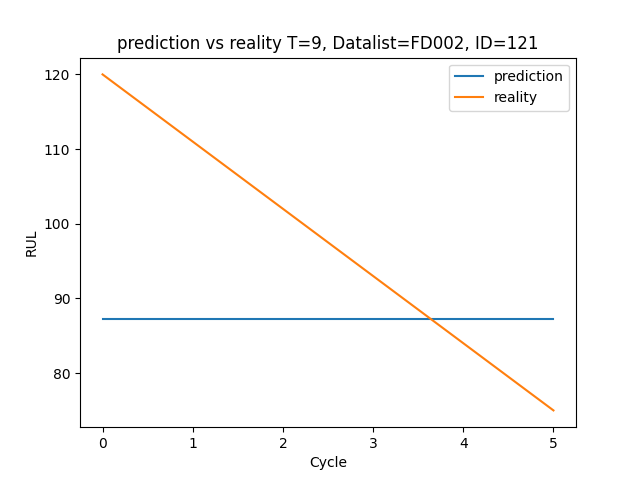 prediction vs reality T=9, Datalist=FD002, ID=121
prediction
reality
120
110
100
90
80
RUL
0 1 2 3 4 5
Cycle